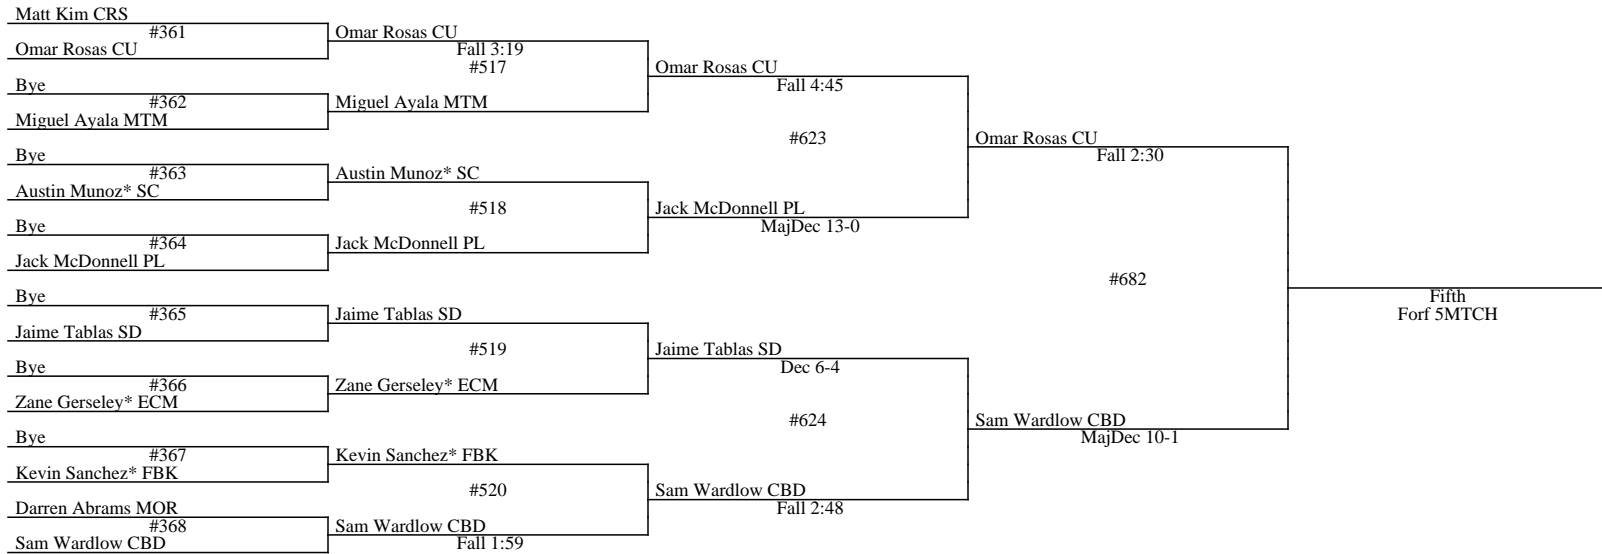 Matt Kim CRS
#361
Omar Rosas CU
Bye
#362
Miguel Ayala MTM
Bye
#363
Austin Munoz* SC
Bye
#364
Jack McDonnell PL
Bye
#365
Jaime Tablas SD
Bye
#366
Zane Gerseley* ECM
Bye
#367
Kevin Sanchez* FBK
Darren Abrams MOR
#368
Sam Wardlow CBD
Omar Rosas CU
Fall 3:19
#517
Miguel Ayala MTM
Austin Munoz* SC
#518
Jack McDonnell PL
Jaime Tablas SD
#519
Zane Gerseley* ECM
Kevin Sanchez* FBK
#520
Sam Wardlow CBD
Fall 1:59
Omar Rosas CU
Fall 4:45
#623
Jack McDonnell PL
MajDec 13-0
Jaime Tablas SD
Dec 6-4
#624
Sam Wardlow CBD
Fall 2:48
Omar Rosas CU
Fall 2:30
#682
Sam Wardlow CBD
MajDec 10-1
Fifth
Forf 5MTCH